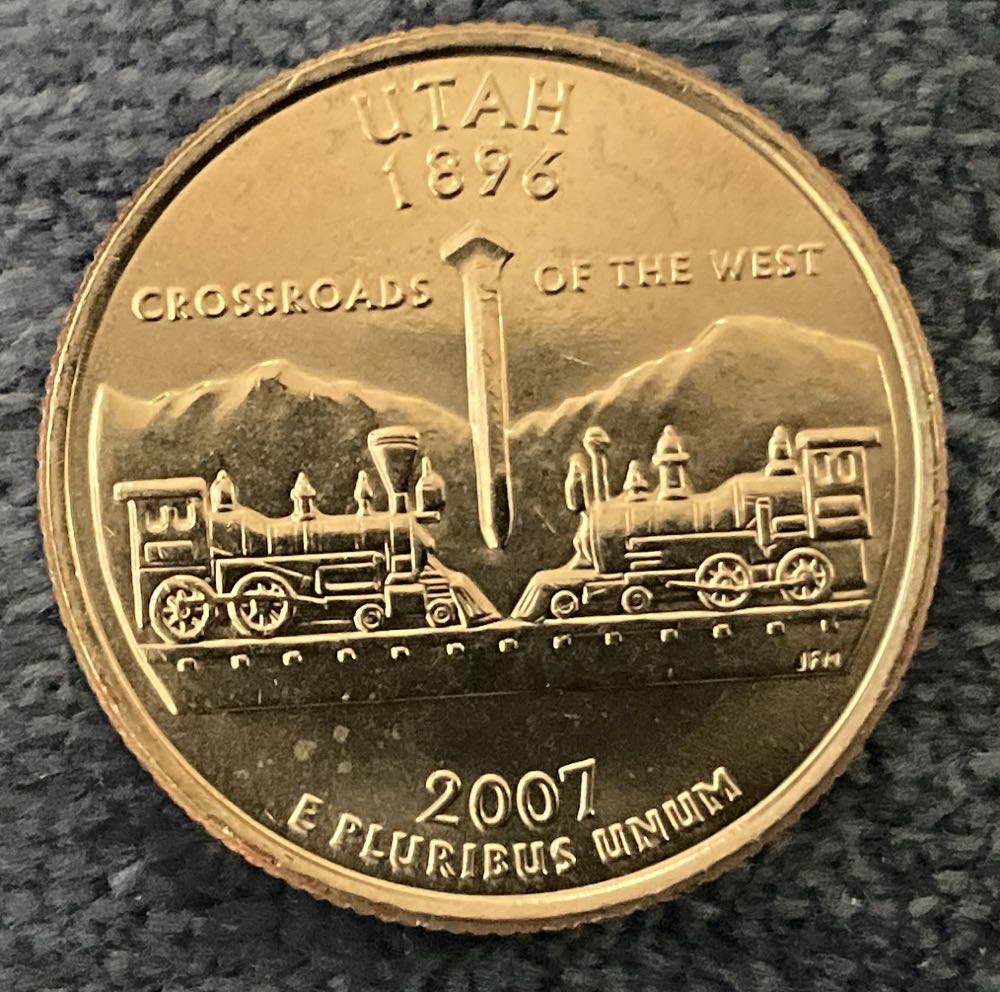 UTAH
1896
CROSSROADS OF THE WEST
JFM
2007
E PLURIBUS UNUM